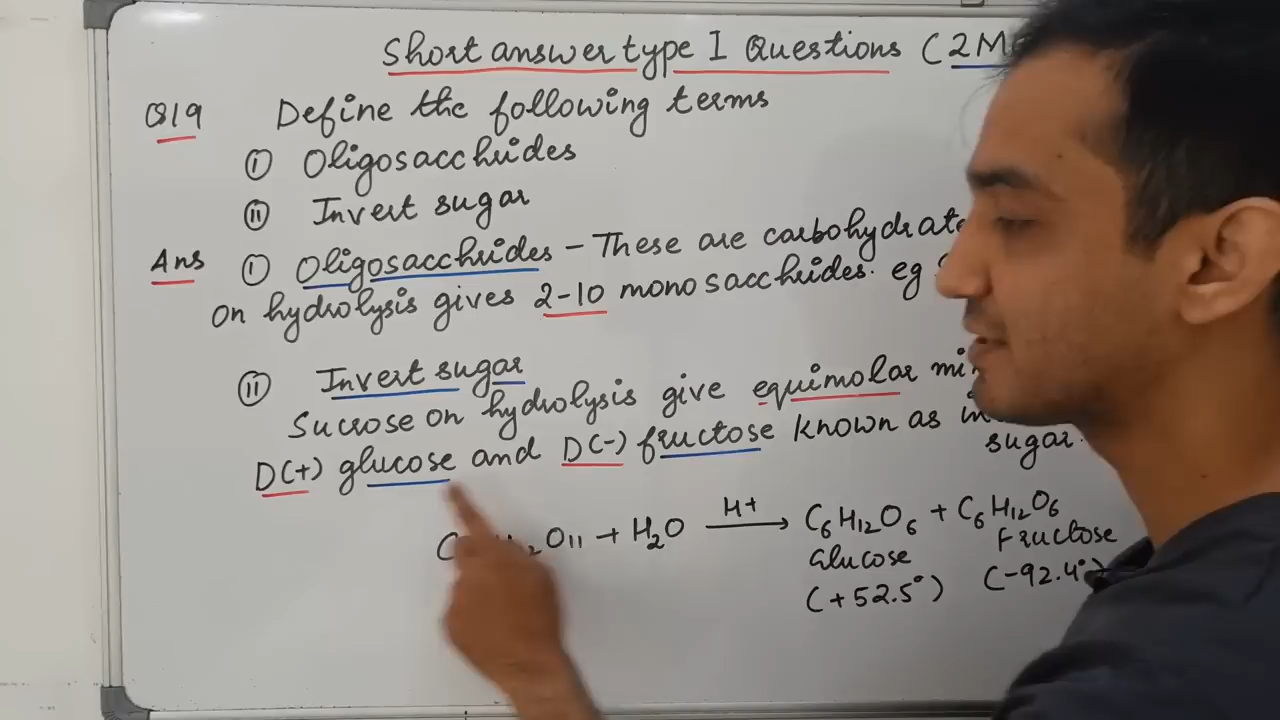 Short answer type I Questions (2M
Q19 Define the following terms
(i) Oligosacchrides
(ii) Invert sugar
Ans (i) Oligosacchrides - These are carbohydrate
on hydrolysis gives 2-10 monosacchrides. eg
(ii) Invert sugar
Sucrose on hydrolysis give equimolar mi
D(+) glucose and D(-) fructose known as in
sugar.
H₂O₁₁ + H₂O —H+→ C₆H₁₂O₆ + C₆H₁₂O₆
Glucose Fructose
(+52.5°) (-92.4°)